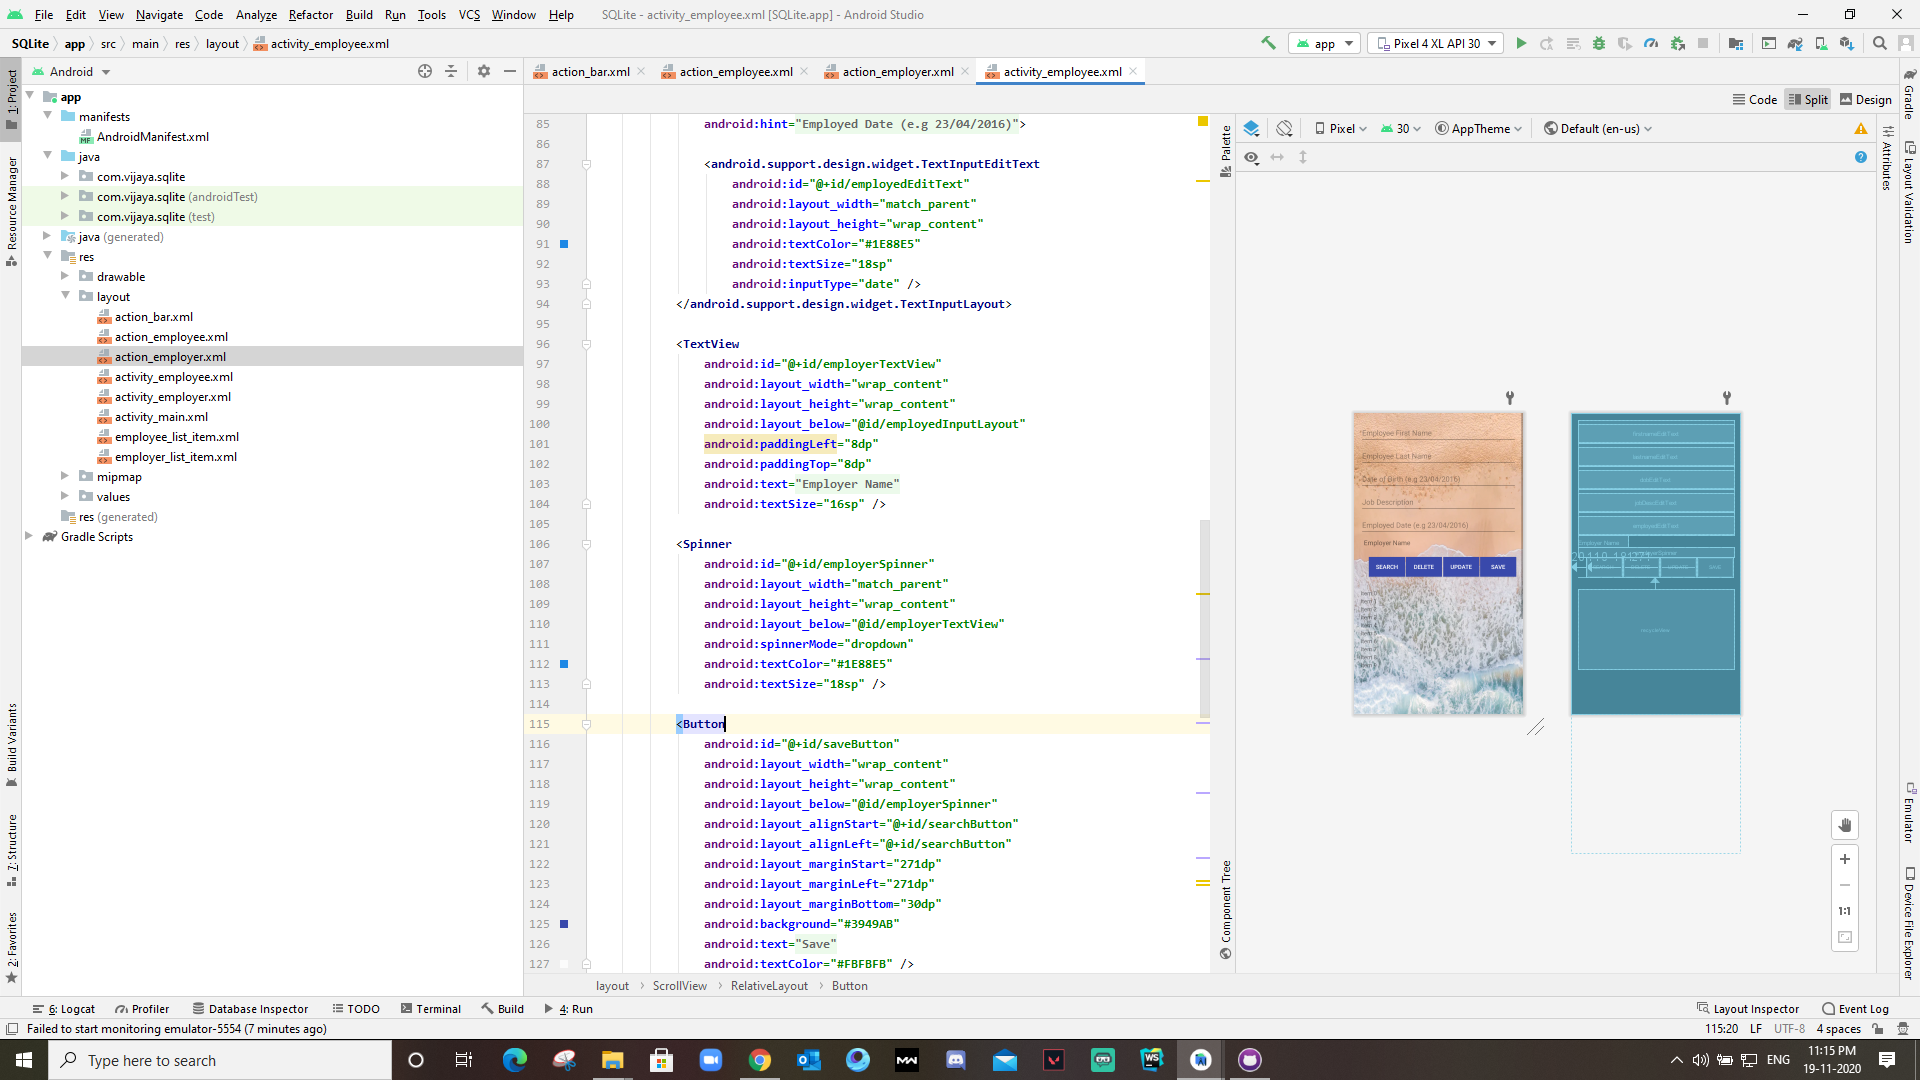 File Edit View Navigate Code Analyze Refactor Build Run Tools VCS Window Help SQLite - activity_employee.xml [SQLite.app] - Android Studio
SQLite app src main res layout activity_employee.xml app Pixel 4 XL API 30
1: Project
Resource Manager
Build Variants
7: Structure
2: Favorites
Android
app
manifests
AndroidManifest.xml
java
com.vijaya.sqlite
com.vijaya.sqlite (androidTest)
com.vijaya.sqlite (test)
java (generated)
res
drawable
layout
action_bar.xml
action_employee.xml
action_employer.xml
activity_employee.xml
activity_employer.xml
activity_main.xml
employee_list_item.xml
employer_list_item.xml
mipmap
values
res (generated)
Gradle Scripts
action_bar.xml action_employee.xml action_employer.xml activity_employee.xml
Code Split Design
85 android:hint="Employed Date (e.g 23/04/2016)">
86
87 <android.support.design.widget.TextInputEditText
88 android:id="@+id/employedEditText"
89 android:layout_width="match_parent"
90 android:layout_height="wrap_content"
91 android:textColor="#1E88E5"
92 android:textSize="18sp"
93 android:inputType="date" />
94 </android.support.design.widget.TextInputLayout>
95
96 <TextView
97 android:id="@+id/employerTextView"
98 android:layout_width="wrap_content"
99 android:layout_height="wrap_content"
100 android:layout_below="@id/employedInputLayout"
101 android:paddingLeft="8dp"
102 android:paddingTop="8dp"
103 android:text="Employer Name"
104 android:textSize="16sp" />
105
106 <Spinner
107 android:id="@+id/employerSpinner"
108 android:layout_width="match_parent"
109 android:layout_height="wrap_content"
110 android:layout_below="@id/employerTextView"
111 android:spinnerMode="dropdown"
112 android:textColor="#1E88E5"
113 android:textSize="18sp" />
114
115 <Button
116 android:id="@+id/saveButton"
117 android:layout_width="wrap_content"
118 android:layout_height="wrap_content"
119 android:layout_below="@id/employerSpinner"
120 android:layout_alignStart="@+id/searchButton"
121 android:layout_alignLeft="@+id/searchButton"
122 android:layout_marginStart="271dp"
123 android:layout_marginLeft="271dp"
124 android:layout_marginBottom="30dp"
125 android:background="#3949AB"
126 android:text="Save"
127 android:textColor="#FBFBFB" />
layout ScrollView RelativeLayout Button
Palette
Component Tree
Pixel 30 AppTheme Default (en-us)
Employee First Name
Employee Last Name
Date of Birth (e.g 23/04/2016)
Job Description
Employed Date (e.g 23/04/2016)
Employer Name
SEARCH DELETE UPDATE SAVE
1:1
Attributes
Gradle
Layout Validation
Emulator
Device File Explorer
6: Logcat Profiler Database Inspector TODO Terminal Build 4: Run Layout Inspector Event Log
Failed to start monitoring emulator-5554 (7 minutes ago) 115:20 LF UTF-8 4 spaces
Type here to search
WS
ENG
11:15 PM
19-11-2020